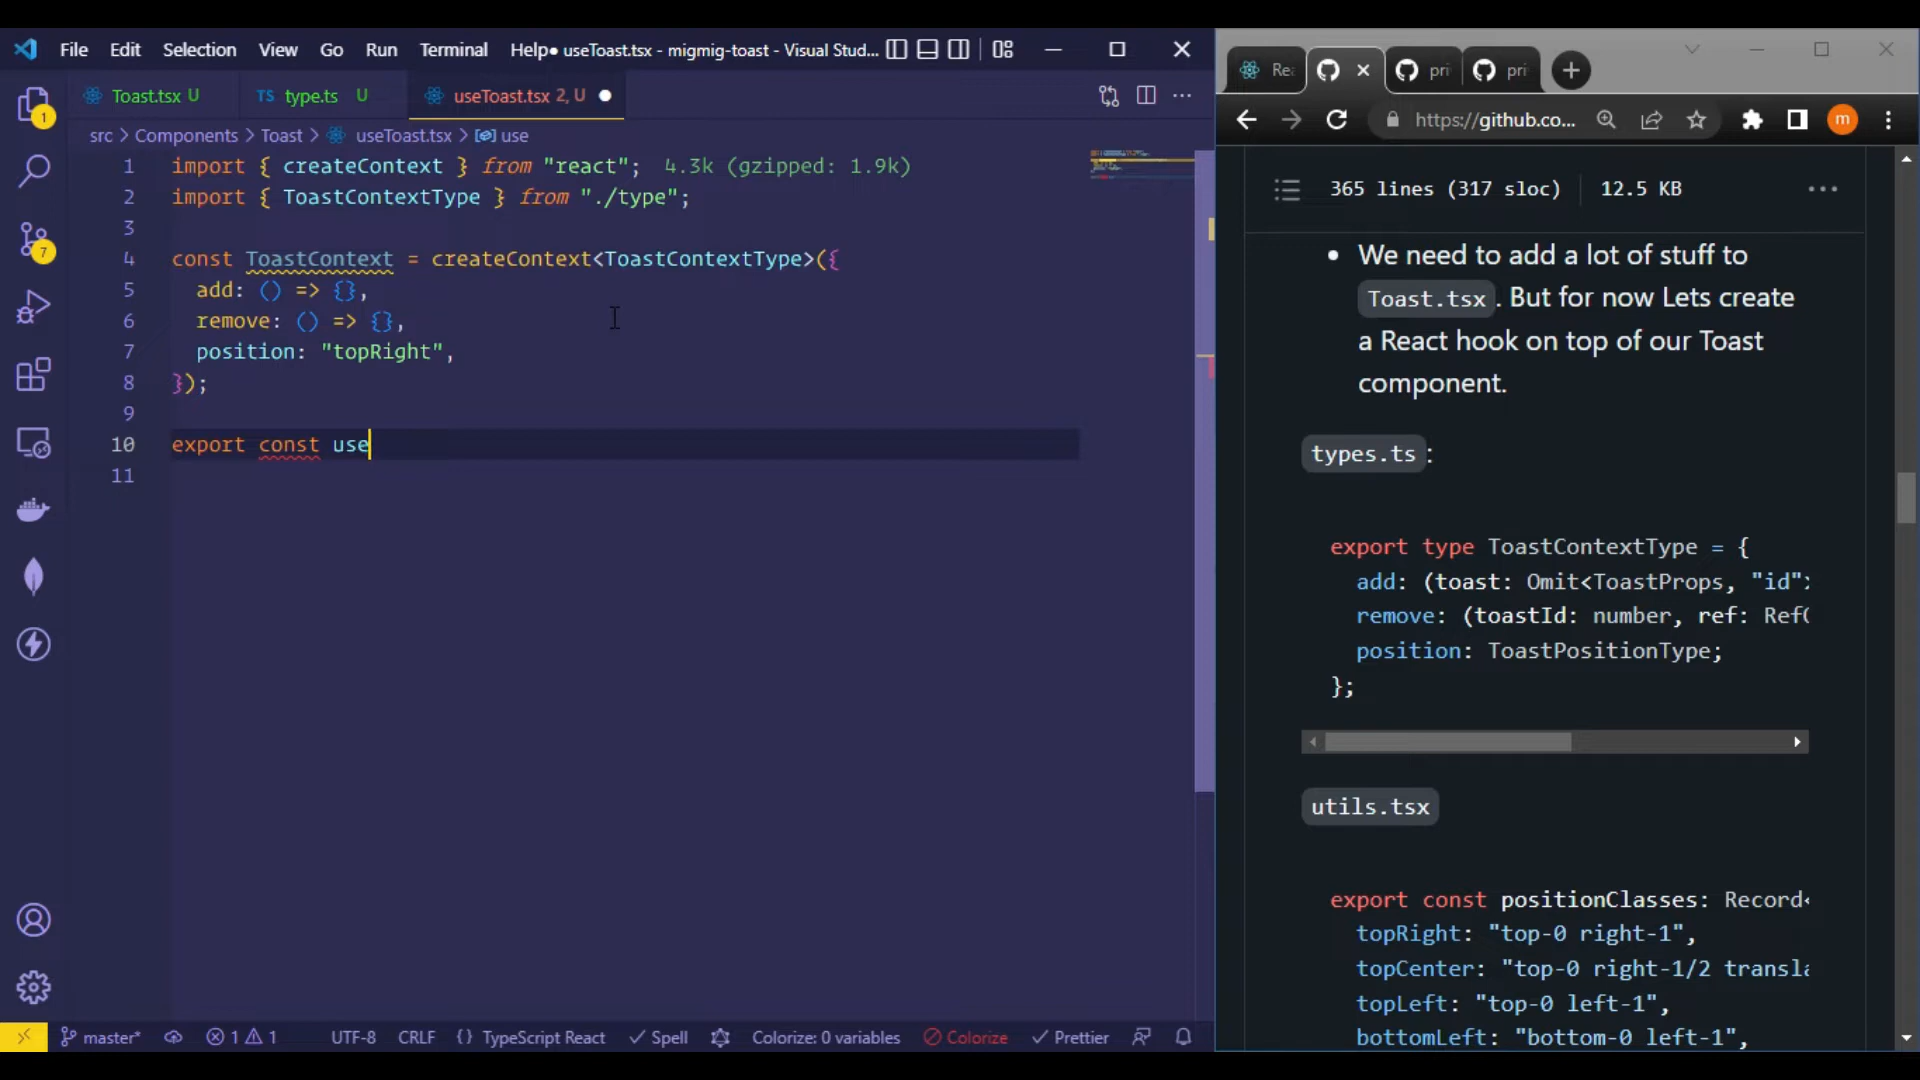 File Edit Selection View Go Run Terminal Help
● useToast.tsx - migmig-toast - Visual Stud...
Toast.tsx U
TS type.ts U
useToast.tsx 2, U ●
src > Components > Toast > useToast.tsx > use
1 import { createContext } from "react"; 4.3k (gzipped: 1.9k)
2 import { ToastContextType } from "./type";
3
4 const ToastContext = createContext<ToastContextType>({
5 add: () => {},
6 remove: () => {},
7 position: "topRight",
8 });
9
10 export const use
11
1
7
master*
1 1
UTF-8
CRLF
{ } TypeScript React
Spell
Colorize: 0 variables
Colorize
Prettier
Rea
pri
pri
https://github.co...
m
365 lines (317 sloc) 12.5 KB
• We need to add a lot of stuff to
Toast.tsx. But for now Lets create
a React hook on top of our Toast
component.
types.ts:
export type ToastContextType = {
add: (toast: Omit<ToastProps, "id">
remove: (toastId: number, ref: Ref
position: ToastPositionType;
};
utils.tsx
export const positionClasses: Record<
topRight: "top-0 right-1",
topCenter: "top-0 right-1/2 transla
topLeft: "top-0 left-1",
bottomLeft: "bottom-0 left-1",